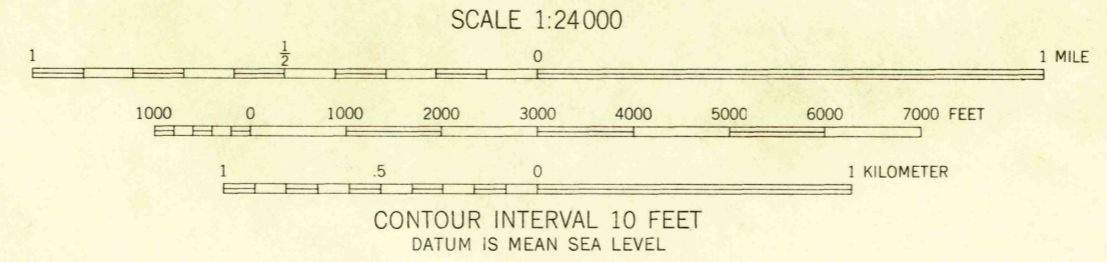 SCALE 1:24000
1 ½ 0 1 MILE
1000 0 1000 2000 3000 4000 5000 6000 7000 FEET
1 .5 0 1 KILOMETER
CONTOUR INTERVAL 10 FEET
DATUM IS MEAN SEA LEVEL